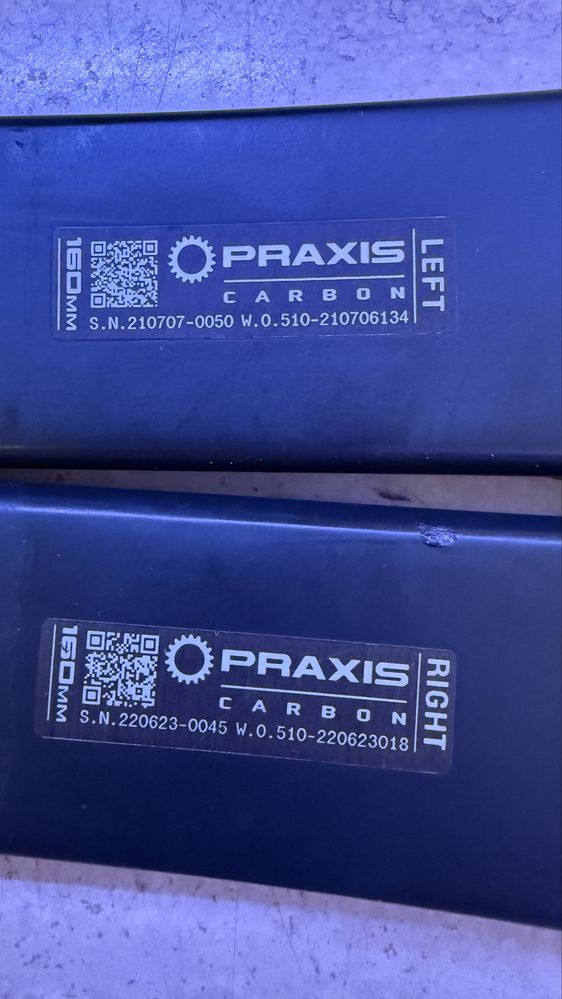 160MM
PRAXIS
CARBON
S.N.210707-0050 W.O.510-210706134
LEFT
160MM
PRAXIS
CARBON
S.N.220623-0045 W.O.510-220623018
RIGHT